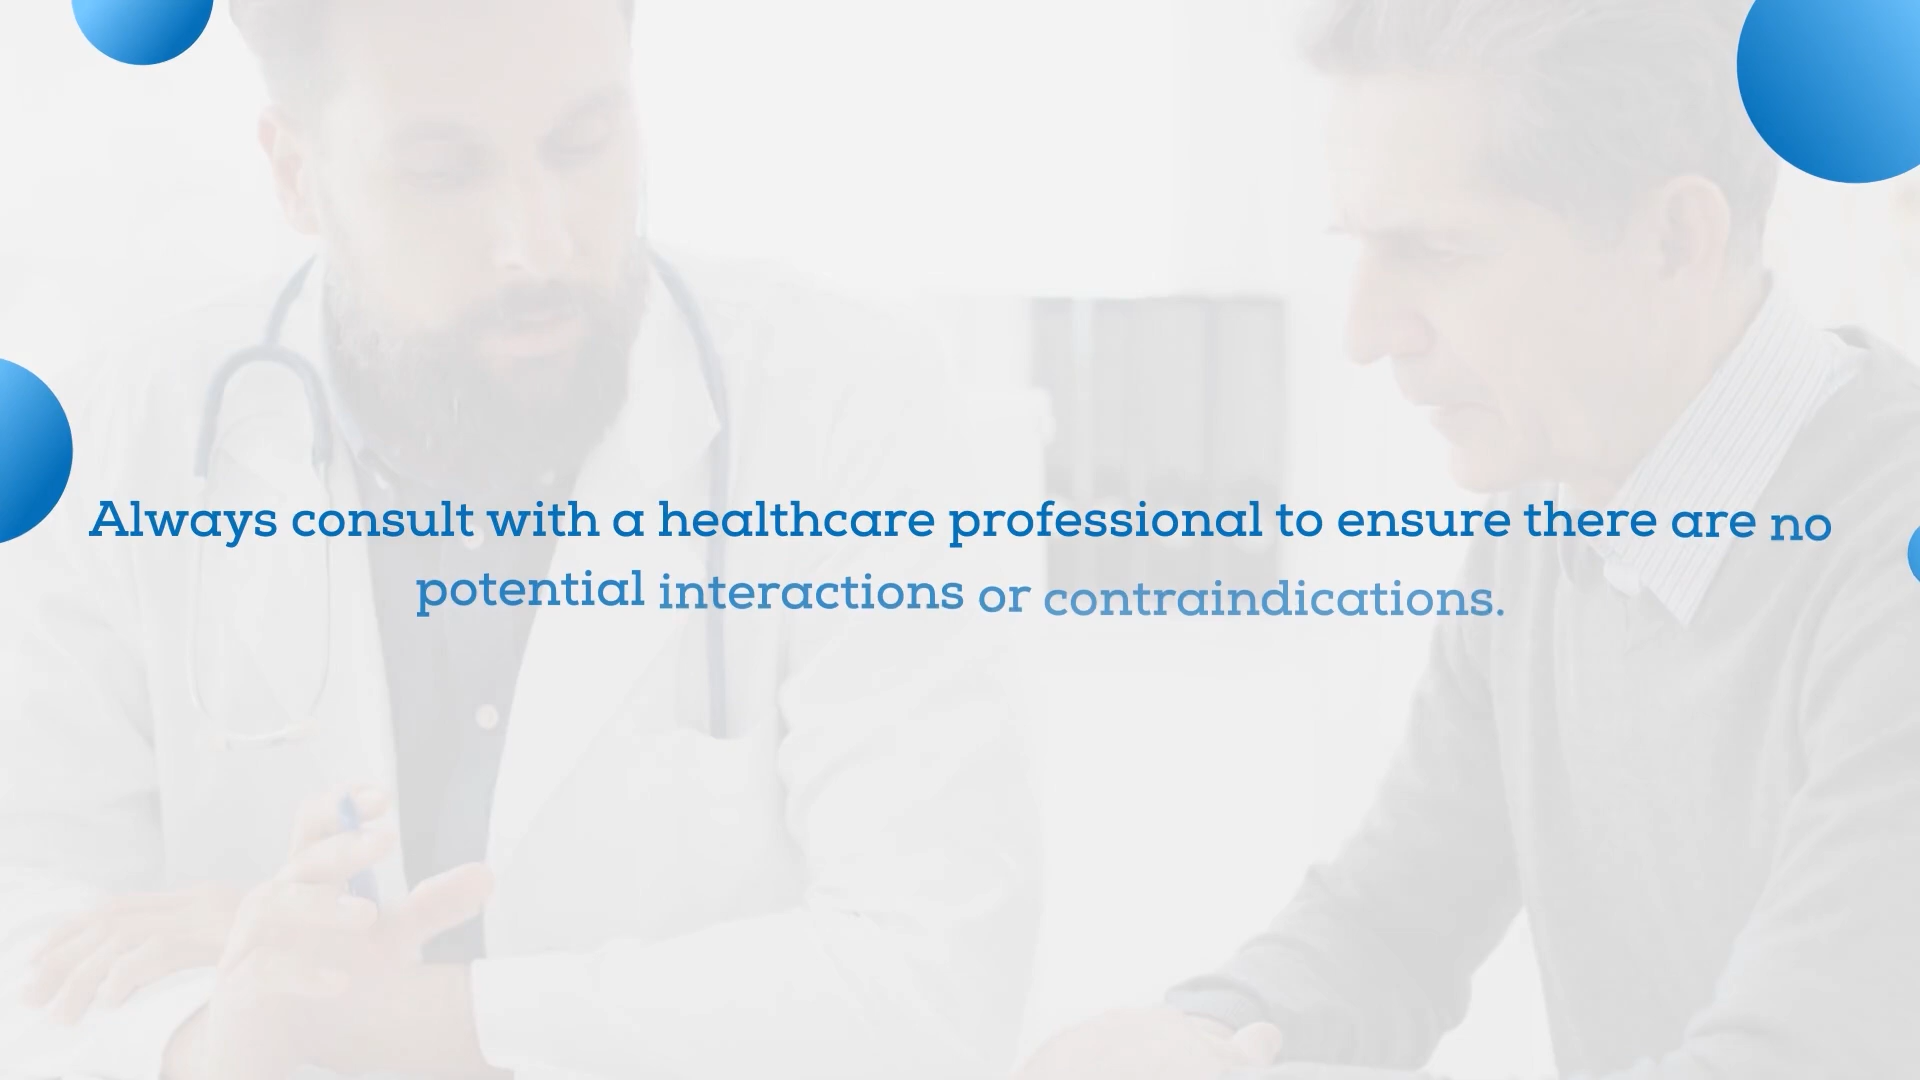 Always consult with a healthcare professional to ensure there are no
potential interactions or contraindications.